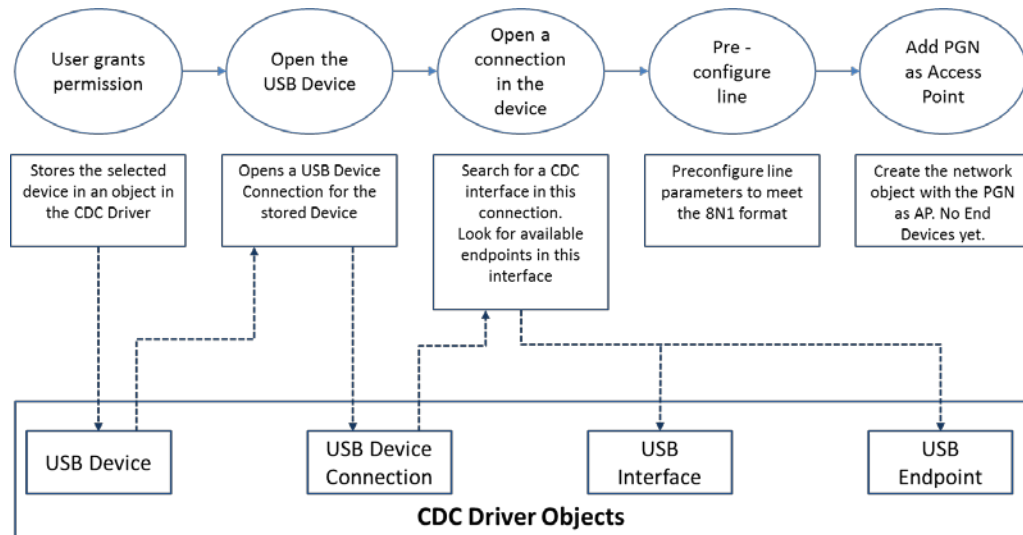 User grants
permission
Open the
USB Device
Open a
connection
in the
device
Pre -
configure
line
Add PGN
as Access
Point
Stores the selected
device in an object in
the CDC Driver
Opens a USB Device
Connection for the
stored Device
Search for a CDC
interface in this
connection.
Look for available
endpoints in this
interface
Preconfigure line
parameters to meet
the 8N1 format
Create the network
object with the PGN
as AP. No End
Devices yet.
USB Device
USB Device
Connection
USB
Interface
USB
Endpoint
CDC Driver Objects